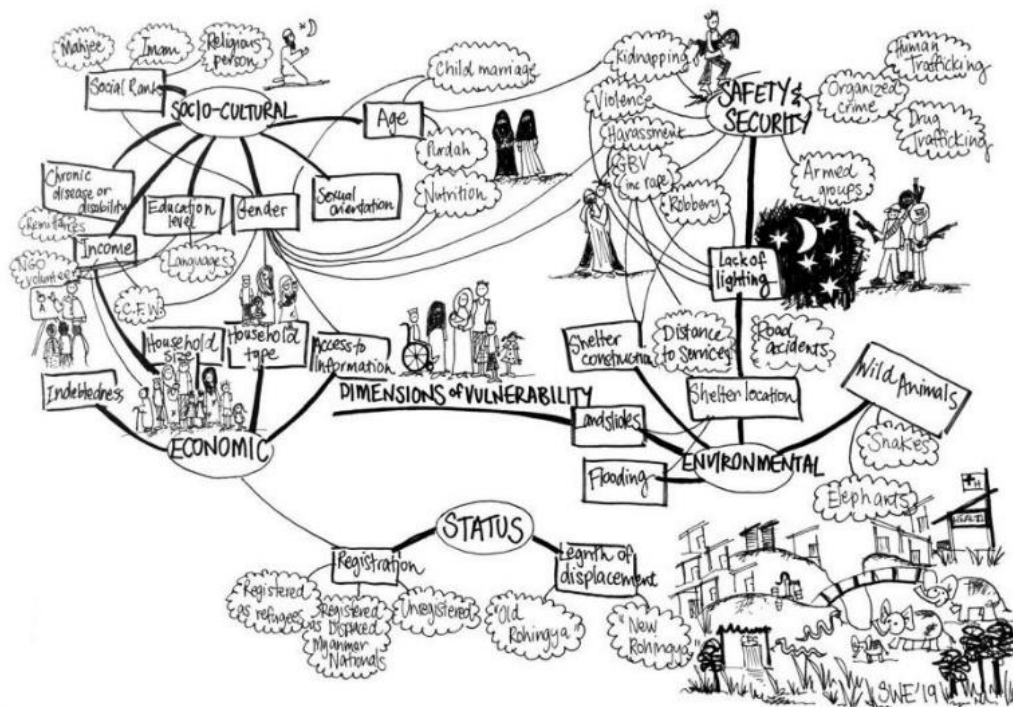 Mahjee
Imam
Religious
person
Social Rank
SOCIO-CULTURAL
Age
Child marriage
Purdah
Nutrition
Chronic
disease or
disability
Education
level
Gender
Sexual
orientation
Remittances
Income
NGO
volunteer
Languages
C.F.W.
Household
size
Household
type
Access to
information
Indebtedness
ECONOMIC
DIMENSIONS of VULNERABILITY
Kidnapping
Violence
Harassment
GBV
inc rape
Robbery
SAFETY &
SECURITY
Human
Trafficking
Organized
crime
Drug
Trafficking
Armed
groups
Lack of
lighting
Shelter
construction
Distance
to Services
Road
accidents
Shelter location
Landslides
Flooding
ENVIRONMENTAL
Wild Animals
Snakes
Elephants
STATUS
Registration
Legnth of
displacement
Registered
as refugees
Registered
as Displaced
Myanmar
Nationals
Unregistered
"Old
Rohingya"
"New
Rohingya"
H
CFS
SWE'19